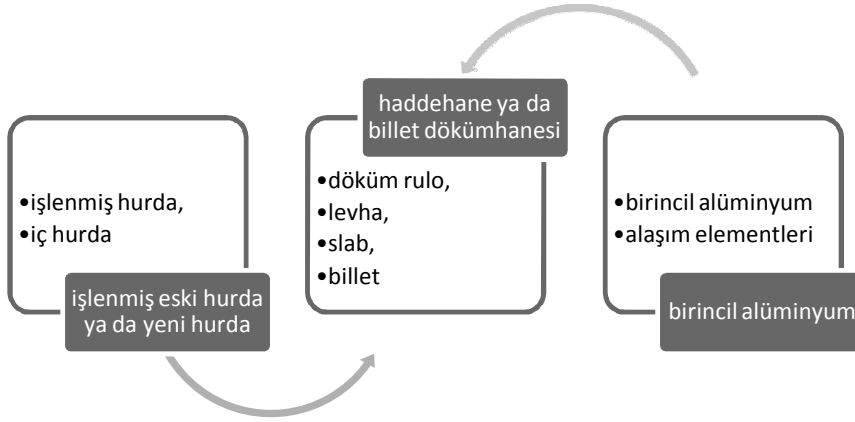 •işlenmiş hurda,
•iç hurda
işlenmiş eski hurda
ya da yeni hurda
haddehane ya da
billet dökümhanesi
•döküm rulo,
•levha,
•slab,
•billet
•birincil alüminyum
•alaşım elementleri
birincil alüminyum